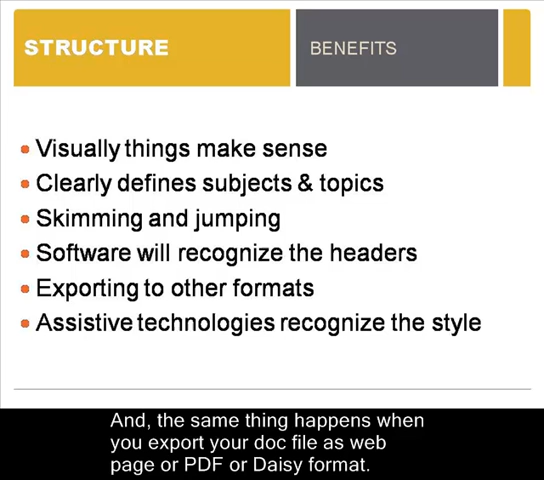 STRUCTURE
BENEFITS
• Visually things make sense
• Clearly defines subjects & topics
• Skimming and jumping
• Software will recognize the headers
• Exporting to other formats
• Assistive technologies recognize the style
And, the same thing happens when
you export your doc file as web
page or PDF or Daisy format.